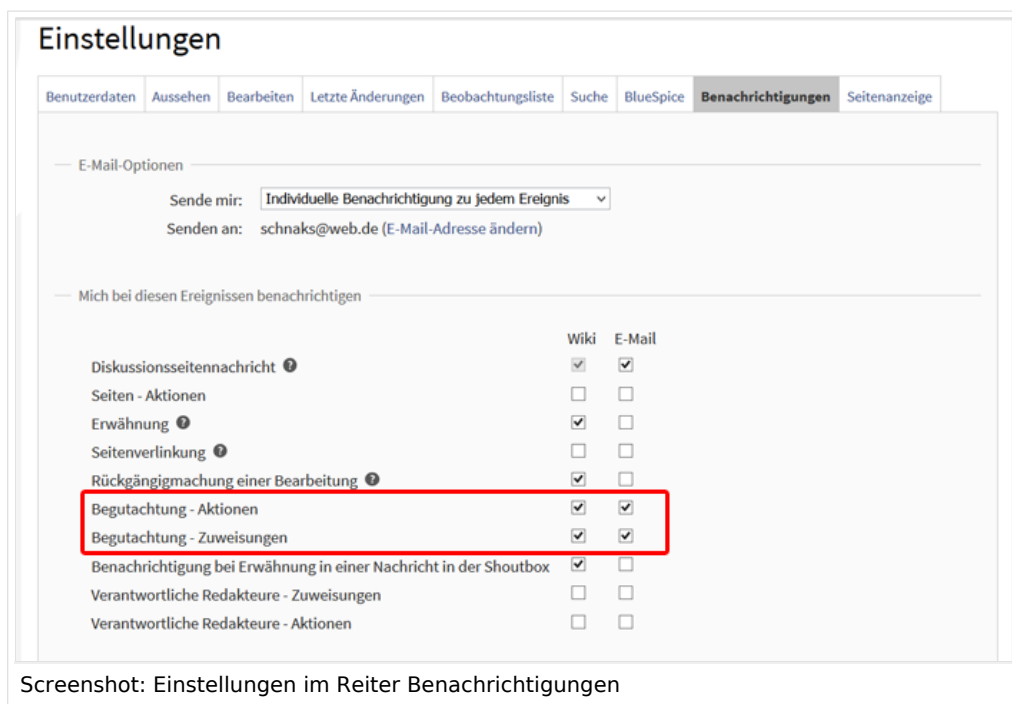 Einstellungen
Benutzerdaten Aussehen Bearbeiten Letzte Änderungen Beobachtungsliste Suche BlueSpice Benachrichtigungen Seitenanzeige
E-Mail-Optionen
Sende mir: Individuelle Benachrichtigung zu jedem Ereignis
Senden an: schnaks@web.de (E-Mail-Adresse ändern)
Mich bei diesen Ereignissen benachrichtigen
Wiki E-Mail
Diskussionsseitennachricht ?
Seiten - Aktionen
Erwähnung ?
Seitenverlinkung ?
Rückgängigmachung einer Bearbeitung ?
Begutachtung - Aktionen
Begutachtung - Zuweisungen
Benachrichtigung bei Erwähnung in einer Nachricht in der Shoutbox
Verantwortliche Redakteure - Zuweisungen
Verantwortliche Redakteure - Aktionen
Screenshot: Einstellungen im Reiter Benachrichtigungen